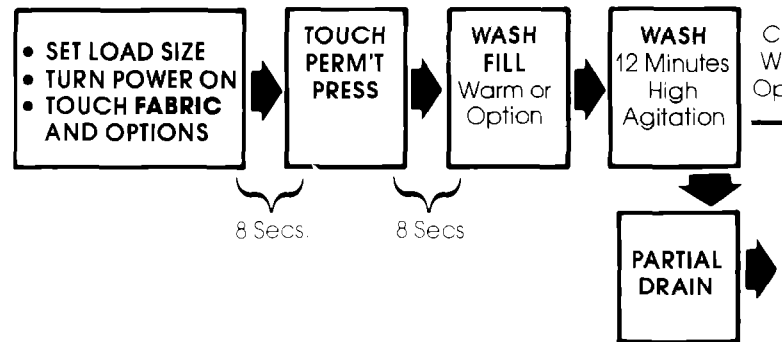 • SET LOAD SIZE
• TURN POWER ON
• TOUCH FABRIC
AND OPTIONS
TOUCH
PERM'T
PRESS
WASH
FILL
Warm or
Option
WASH
12 Minutes
High
Agitation
8 Secs.
8 Secs
PARTIAL
DRAIN